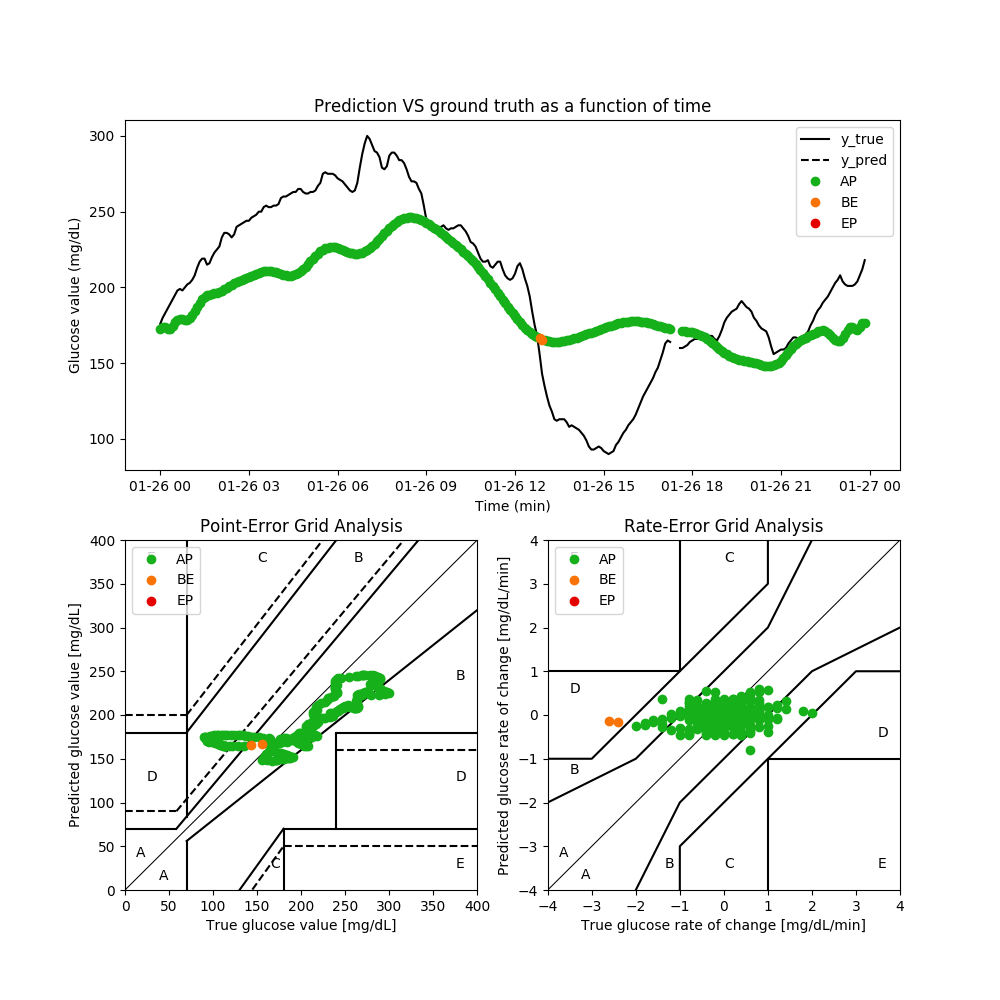 Prediction VS ground truth as a function of time
Glucose value (mg/dL)
300
250
200
150
100
y_true
y_pred
AP
BE
EP
01-26 00 01-26 03 01-26 06 01-26 09 01-26 12 01-26 15 01-26 18 01-26 21 01-27 00
Time (min)
Point-Error Grid Analysis
Predicted glucose value [mg/dL]
400
350
300
250
200
150
100
50
0
AP
BE
EP
C B
B
D D
A
A C E
0 50 100 150 200 250 300 350 400
True glucose value [mg/dL]
Rate-Error Grid Analysis
Predicted glucose rate of change [mg/dL/min]
4
3
2
1
0
−1
−2
−3
−4
AP
BE
EP
C
D
D
B
A
A B C E
−4 −3 −2 −1 0 1 2 3 4
True glucose rate of change [mg/dL/min]